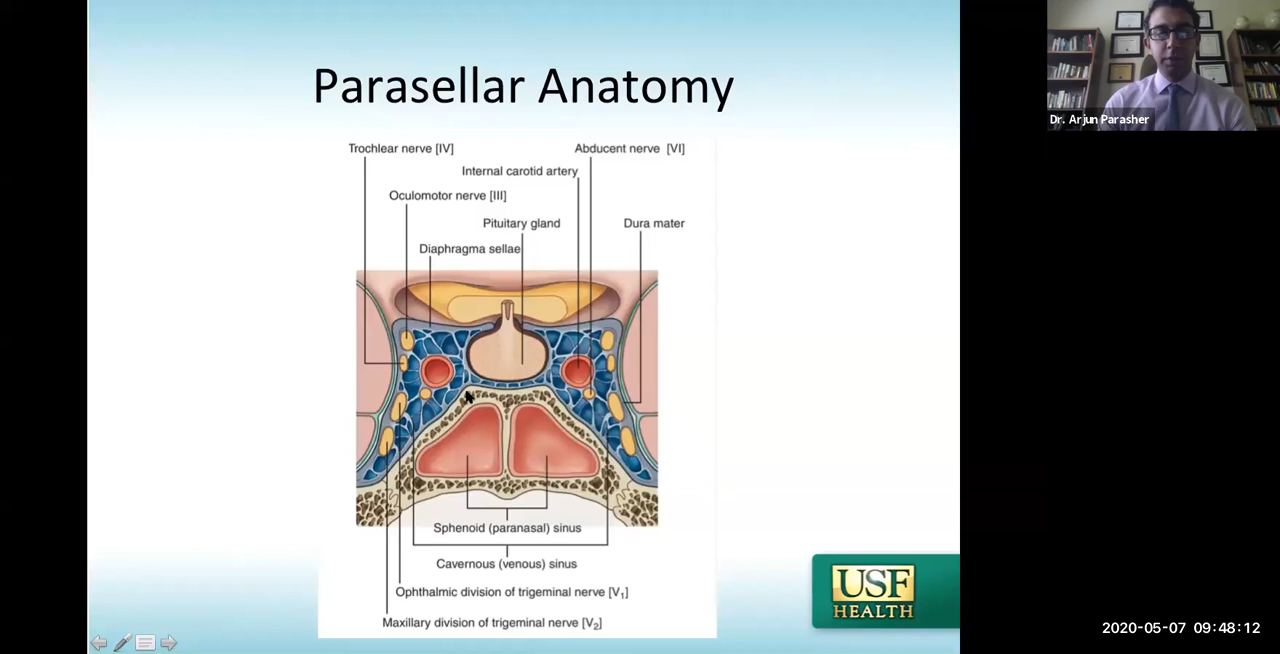 Parasellar Anatomy
Dr. Arjun Parasher
Trochlear nerve [IV]
Abducent nerve [VI]
Internal carotid artery
Oculomotor nerve [III]
Pituitary gland
Dura mater
Diaphragma sellae
Sphenoid (paranasal) sinus
Cavernous (venous) sinus
Ophthalmic division of trigeminal nerve [V₁]
Maxillary division of trigeminal nerve [V₂]
USF
HEALTH
2020-05-07 09:48:12